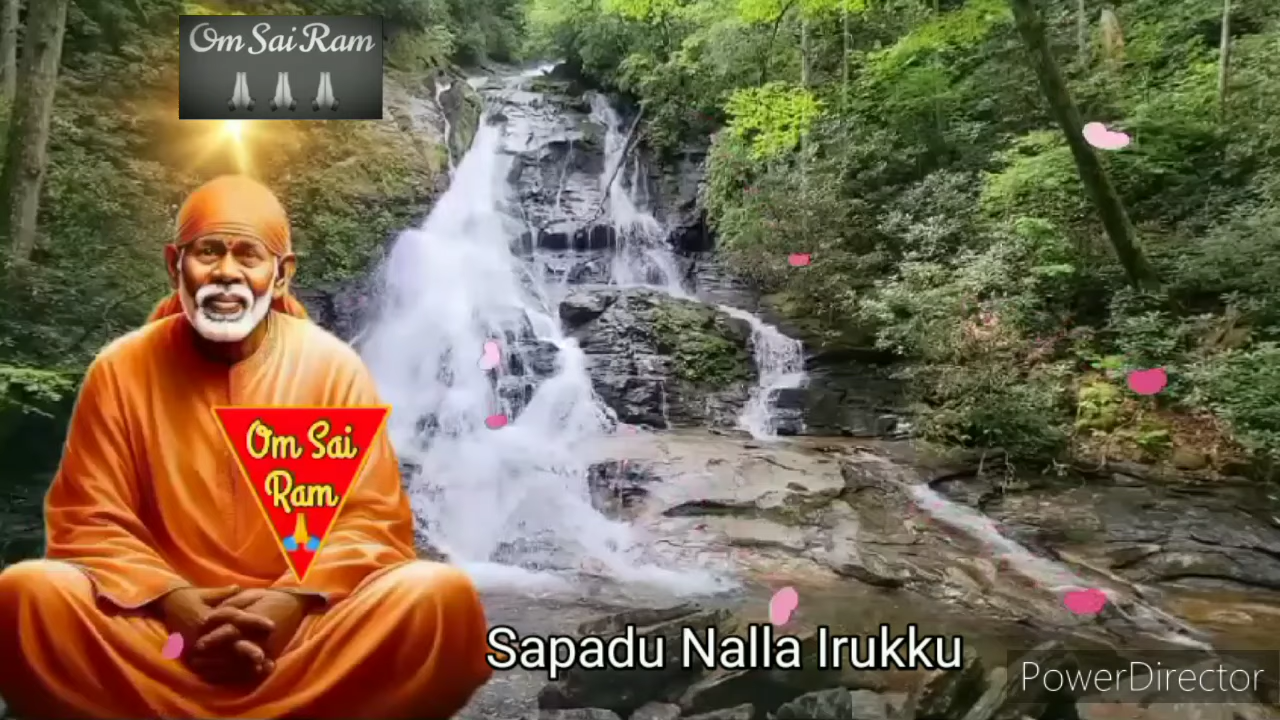 Om Sai Ram
🙏 🙏 🙏
Om Sai
Ram
🙏
Sapadu Nalla Irukku
PowerDirector